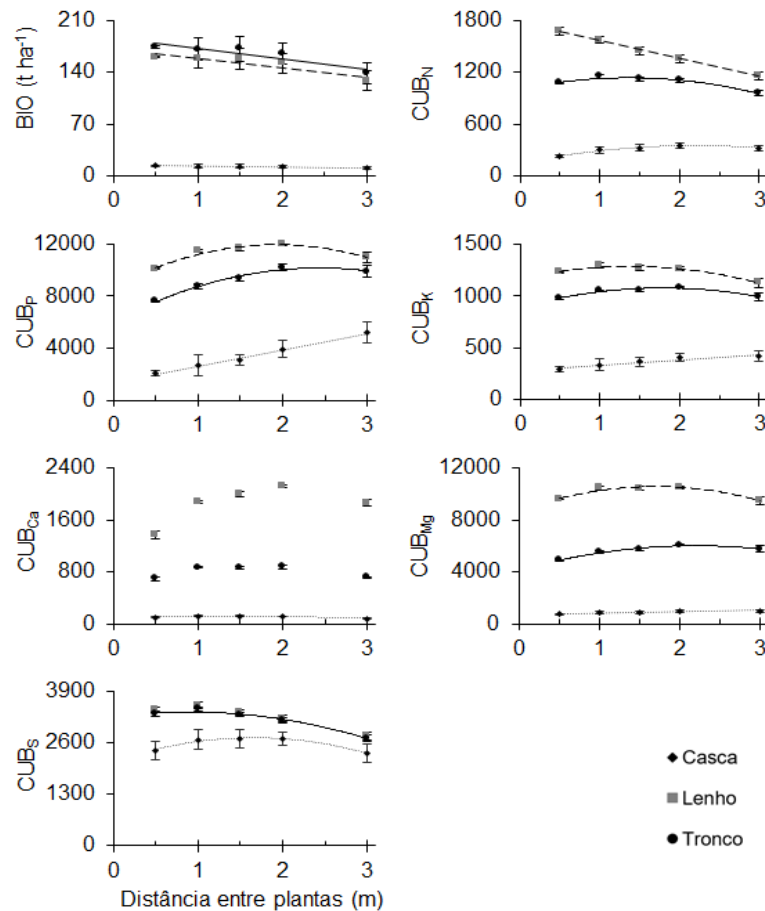 BIO (t ha⁻¹)
210
140
70
0
0 1 2 3
CUB_N
1800
1200
600
0
0 1 2 3
CUB_P
12000
8000
4000
0
0 1 2 3
CUB_K
1500
1000
500
0
0 1 2 3
CUB_Ca
2400
1600
800
0
0 1 2 3
CUB_Mg
12000
8000
4000
0
0 1 2 3
CUB_S
3900
2600
1300
0
0 1 2 3
Distância entre plantas (m)
Casca
Lenho
Tronco